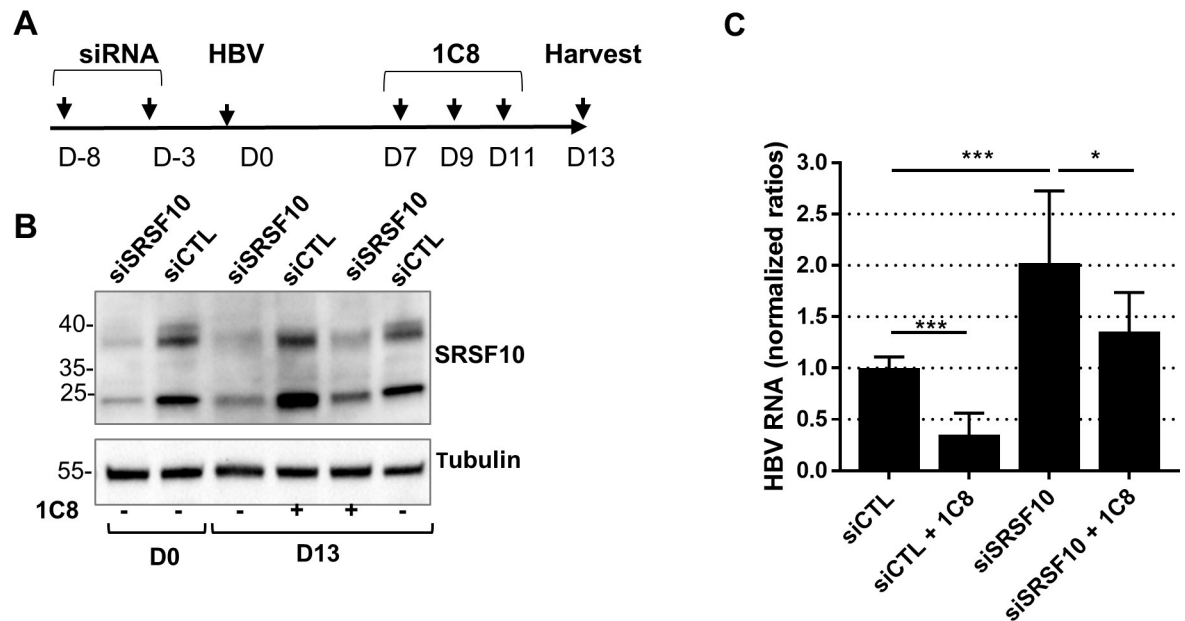 A
siRNA HBV 1C8 Harvest
D-8 D-3 D0 D7 D9 D11 D13
B
siSRSF10 siCTL siSRSF10 siCTL siSRSF10 siCTL
40-
35-
25-
SRSF10
55-
Tubulin
1C8 - - - + + -
D0 D13
C
HBV RNA (normalized ratios)
3.0
2.5
2.0
1.5
1.0
0.5
0.0
*** *
***
siCTL
siCTL + 1C8
siSRSF10
siSRSF10 + 1C8